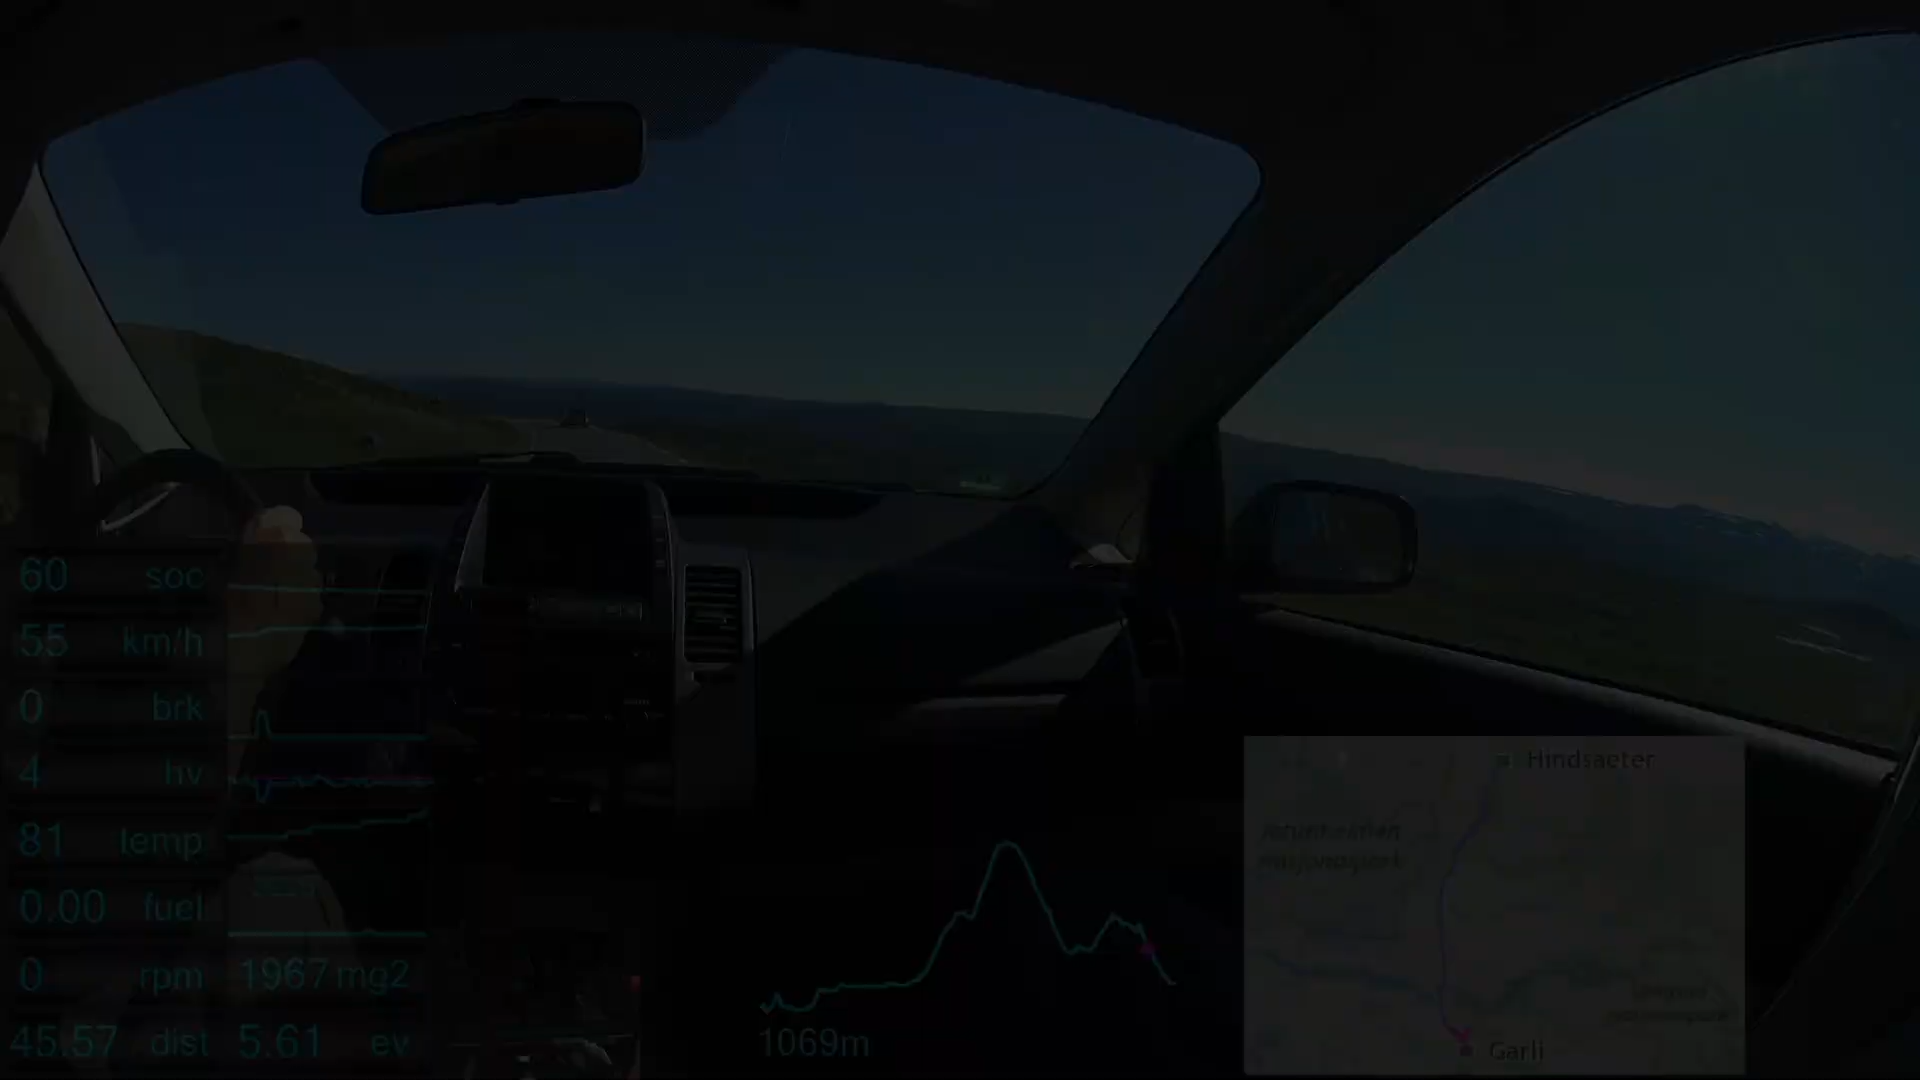 60 soc
55 km/h
0 brk
4 hv
81 temp
0.00 fuel
0 rpm 1967 mg2
45.57 dist 5.61 ev
1069m
Hindsaeter
Garli